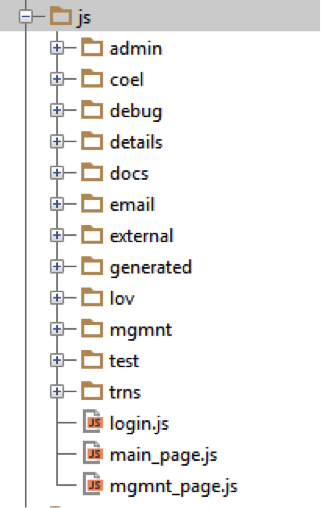 js
admin
coel
debug
details
docs
email
external
generated
lov
mgmnt
test
trns
JS login.js
JS main_page.js
JS mgmnt_page.js